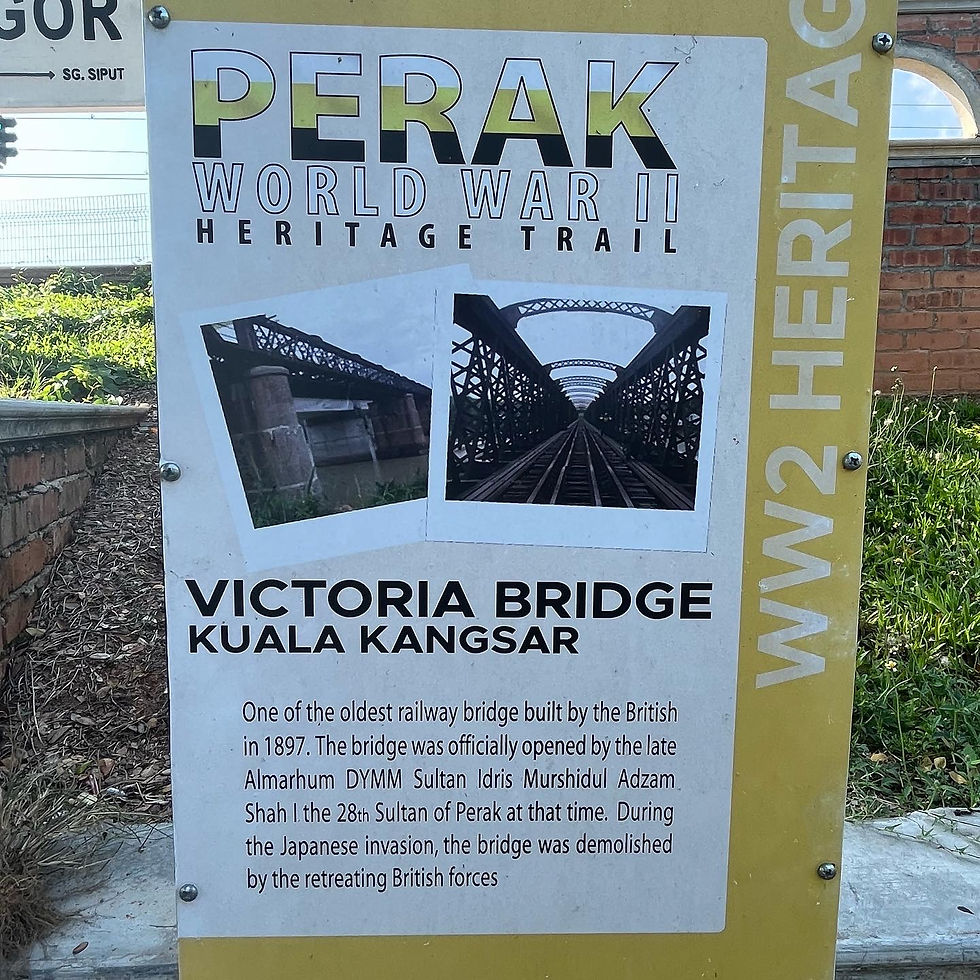 GOR
SG. SIPUT
PERAK
WORLD WAR II
HERITAGE TRAIL
VICTORIA BRIDGE
KUALA KANGSAR
One of the oldest railway bridge built by the British
in 1897. The bridge was officially opened by the late
Almarhum DYMM Sultan Idris Murshidul Adzam
Shah I the 28th Sultan of Perak at that time. During
the Japanese invasion, the bridge was demolished
by the retreating British forces
WW2 HERITAG